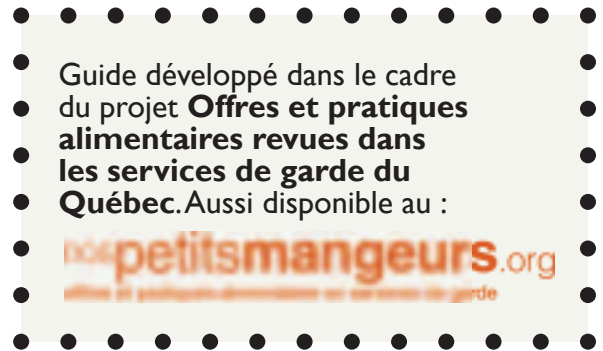 Guide développé dans le cadre
du projet Offres et pratiques
alimentaires revues dans
les services de garde du
Québec. Aussi disponible au :
nospetitsmangeurs.org